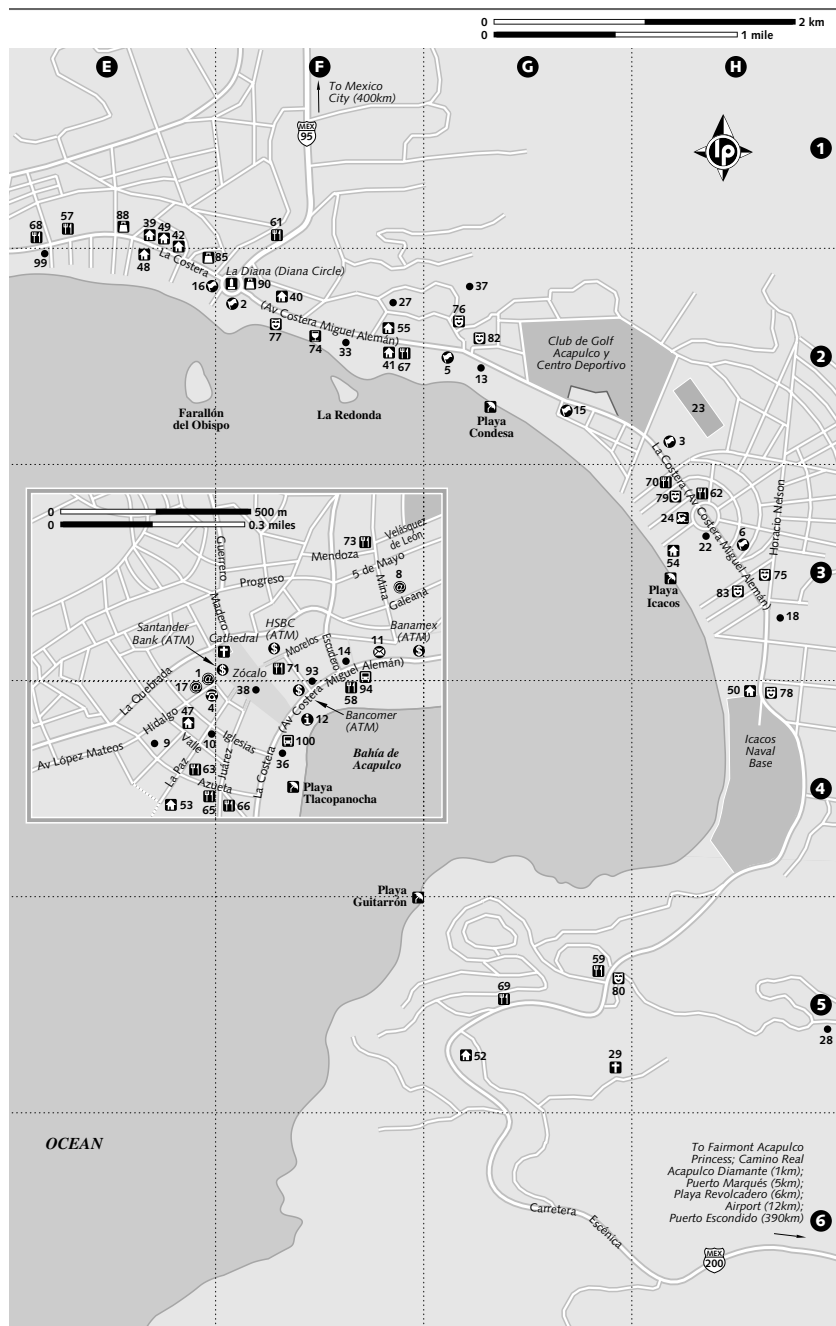 0 2 km
0 1 mile
E
F
G
H
To Mexico
City (400km)
MEX
95
lp
1
68
57
88
39
49
42
61
99
48
La Costera
85
La Diana (Diana Circle)
16
90
2
40
27
37
76
77
(Av Costera Miguel Alemán)
55
82
74
33
41
67
5
13
Club de Golf
Acapulco y
Centro Deportivo
2
23
15
Farallón
del Obispo
La Redonda
Playa
Condesa
3
La Costera (Av Costera Miguel Alemán)
70
79
62
24
22
6
Horacio Nelson
54
Playa
Icacos
75
83
18
3
50
78
Icacos
Naval
Base
0 500 m
0 0.3 miles
Guerrero
73
Mendoza
Velásquez
de León
5 de Mayo
8
Mina
Galeana
Progreso
Madero
Santander
Bank (ATM)
Cathedral
HSBC
(ATM)
Morelos
Escudero
14
11
Banamex
(ATM)
La Quebrada
1
17
Zócalo
71
93
38
4
58
94
(Av Costera Miguel Alemán)
47
Hidalgo
12
Bancomer
(ATM)
Av López Mateos
9
Valle
10
Iglesias
100
36
Bahía de
Acapulco
La Paz
63
Juárez
Azueta
La Costera
Playa
Tlacopanocha
53
65
66
4
Playa
Guitarrón
59
80
69
5
28
52
29
OCEAN
To Fairmont Acapulco
Princess; Camino Real
Acapulco Diamante (1km);
Puerto Marqués (5km);
Playa Revolcadero (6km);
Airport (12km);
Puerto Escondido (390km)
6
Carretera
Escénica
MEX
200